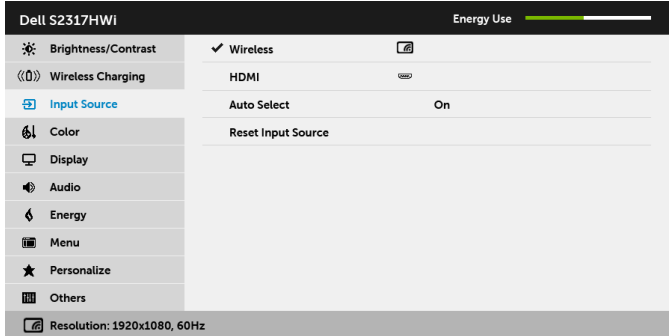 Dell S2317HWi Energy Use
Brightness/Contrast Wireless
Wireless Charging HDMI
Input Source Auto Select On
Color Reset Input Source
Display
Audio
Energy
Menu
Personalize
Others
Resolution: 1920x1080, 60Hz